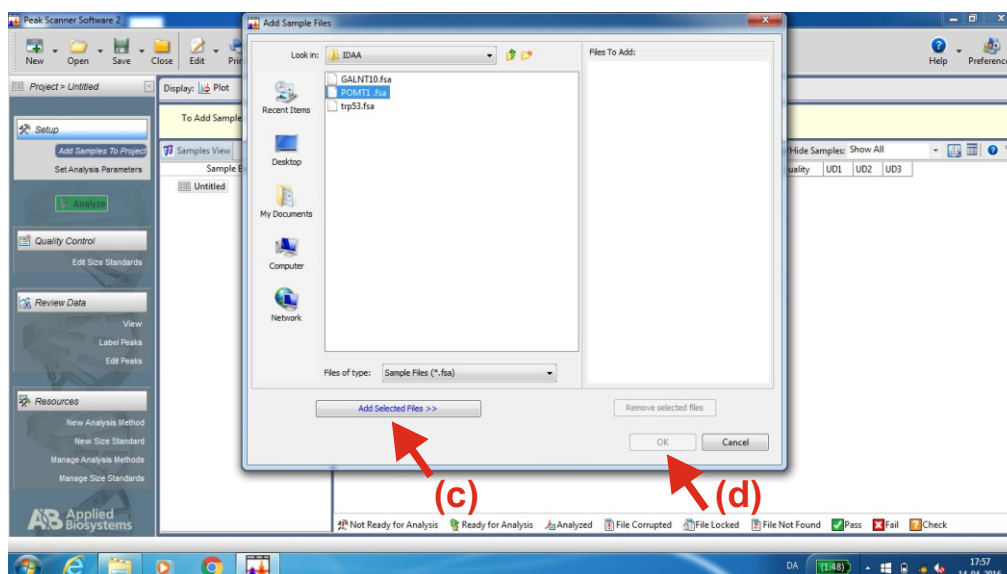 Peak Scanner Software 2
Add Sample Files
New Open Save Close Edit
Help
Project > Untitled
Display: Plot
To Add Sample
Setup
Add Samples To Project
Set Analysis Parameters
Analyze
Quality Control
Edit Size Standards
Review Data
View
Label Peaks
Edit Peaks
Resources
New Analysis Method
New Size Standard
Manage Analysis Methods
Manage Size Standards
AB Applied Biosystems
Samples View
Untitled
Look in: IDAA
Recent Items
Desktop
My Documents
Computer
Network
GALNT10.fsa
POMT1 .fsa
trp53.fsa
Files of type: Sample Files (*.fsa)
Add Selected Files >>
Files To Add:
Remove selected files
OK Cancel
(c) (d)
/Hide Samples: Show All
UD1 UD2 UD3
Not Ready for Analysis Ready for Analysis Analyzed File Corrupted File Locked File Not Found Pass Fail Check
DA (1:48) 17:57
14-04-2016